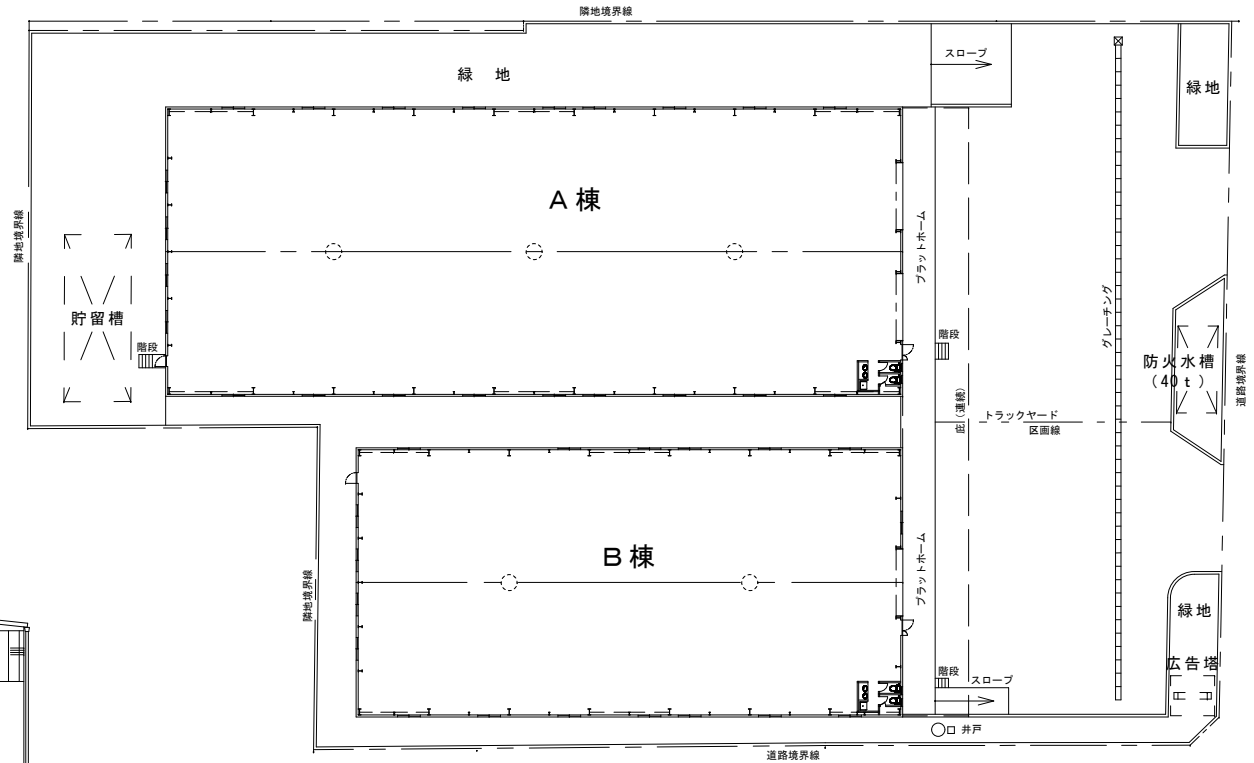 隣地境界線
スロープ
緑 地
緑地
A棟
隣地境界線
プラットホーム
グレーチング
貯留槽
階段
階段
防火水槽
(40t)
道路境界線
庇(連続)
トラックヤード
区画線
B棟
隣地境界線
プラットホーム
緑地
広告塔
階段
スロープ
井戸
道路境界線